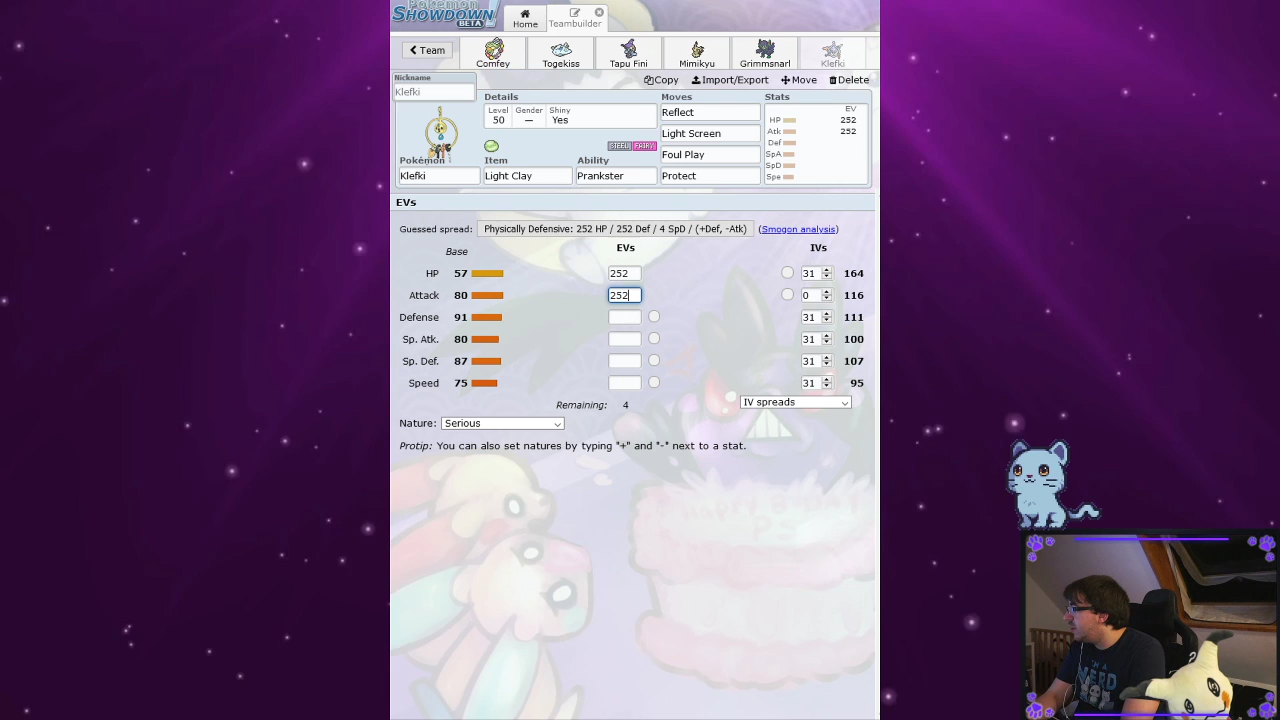 Pokémon
SHOWDOWN
BETA
Home
Teambuilder
Team
Comfey
Togekiss
Tapu Fini
Mimikyu
Grimmsnarl
Klefki
Copy Import/Export Move Delete
Nickname
Klefki
Details
Level Gender Shiny
50 — Yes
STEEL FAIRY
Pokémon
Klefki
Item
Light Clay
Ability
Prankster
Moves
Reflect
Light Screen
Foul Play
Protect
Stats
EV
HP 252
Atk 252
Def
SpA
SpD
Spe
EVs
Guessed spread: Physically Defensive: 252 HP / 252 Def / 4 SpD / (+Def, -Atk) (Smogon analysis)
Base EVs IVs
HP 57 252 31 164
Attack 80 252 0 116
Defense 91 31 111
Sp. Atk. 80 31 100
Sp. Def. 87 31 107
Speed 75 31 95
Remaining: 4 IV spreads
Nature: Serious
Protip: You can also set natures by typing "+" and "-" next to a stat.
I'M A
NERD